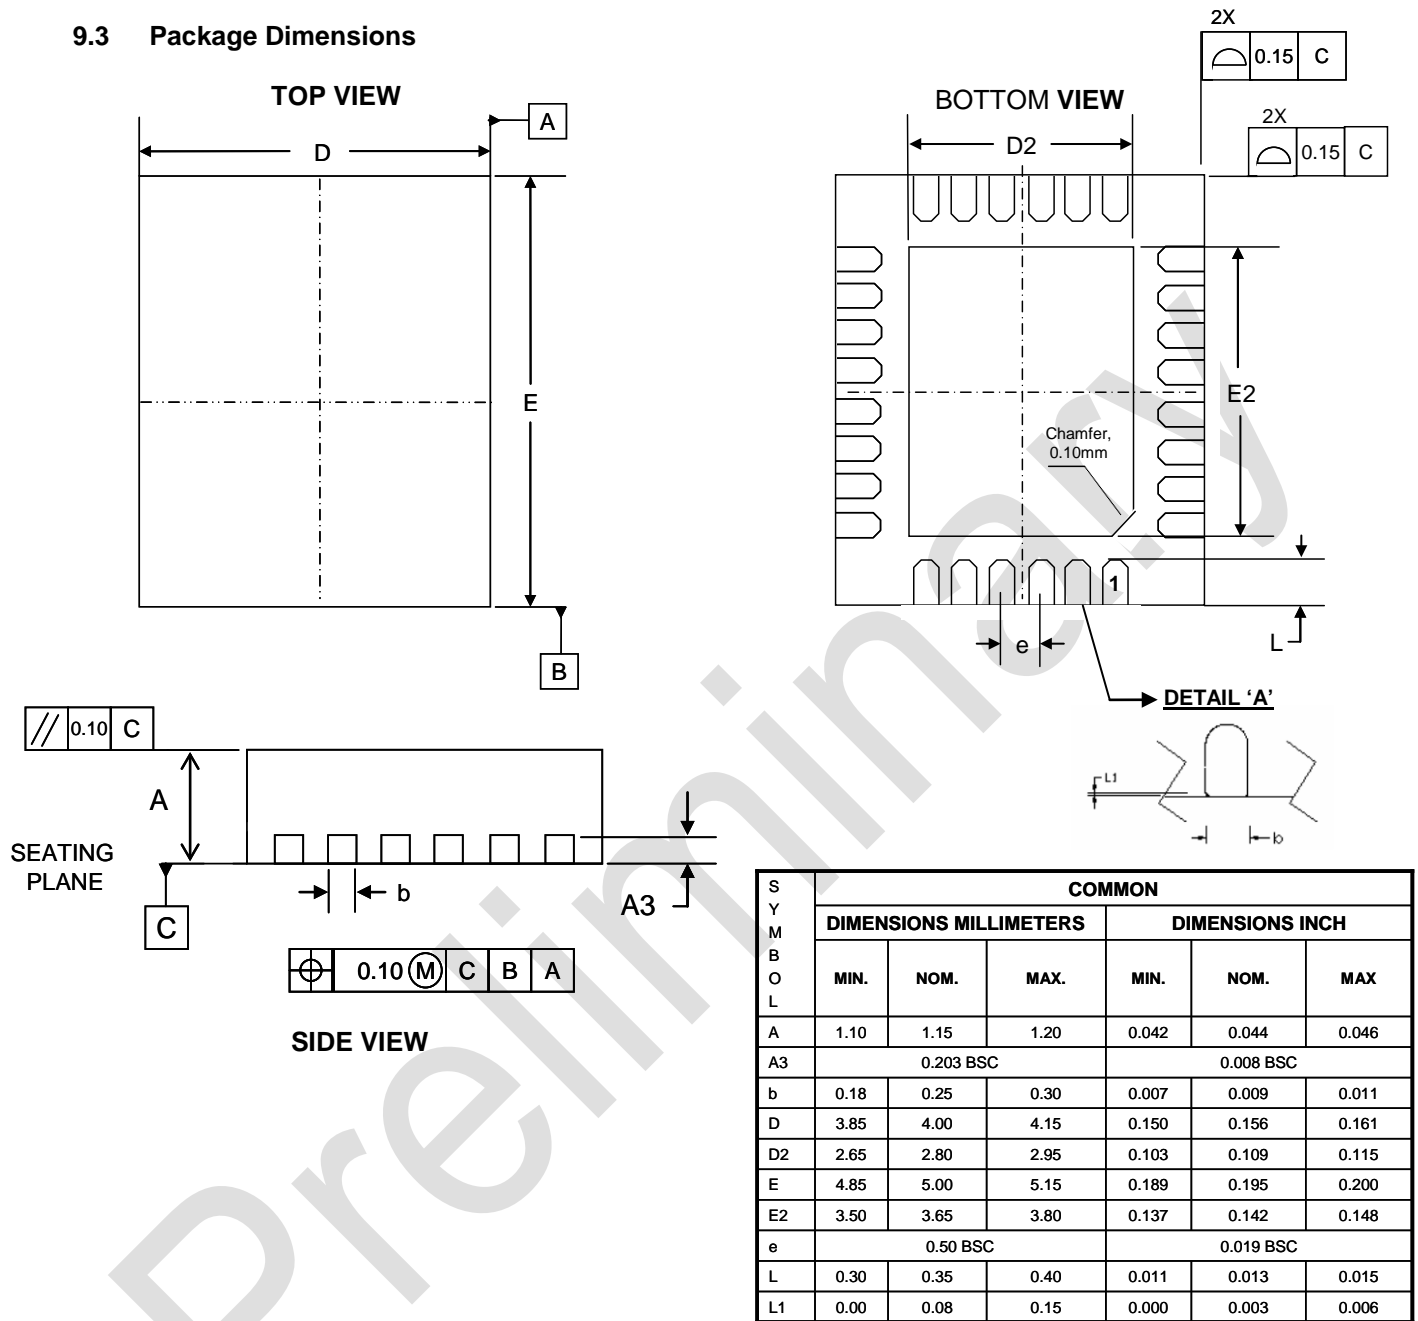 9.3 Package Dimensions
TOP VIEW
A
D
E
B
BOTTOM VIEW
2X
0.15 C
2X
0.15 C
D2
E2
Chamfer,
0.10mm
1
e
L
DETAIL ‘A’
L1
b
// 0.10 C
A
SEATING
PLANE
C
b
A3
0.10 Ⓜ C B A
SIDE VIEW
SYMBOL COMMON
DIMENSIONS MILLIMETERS DIMENSIONS INCH
MIN. NOM. MAX. MIN. NOM. MAX
A 1.10 1.15 1.20 0.042 0.044 0.046
A3 0.203 BSC 0.008 BSC
b 0.18 0.25 0.30 0.007 0.009 0.011
D 3.85 4.00 4.15 0.150 0.156 0.161
D2 2.65 2.80 2.95 0.103 0.109 0.115
E 4.85 5.00 5.15 0.189 0.195 0.200
E2 3.50 3.65 3.80 0.137 0.142 0.148
e 0.50 BSC 0.019 BSC
L 0.30 0.35 0.40 0.011 0.013 0.015
L1 0.00 0.08 0.15 0.000 0.003 0.006
Preliminary